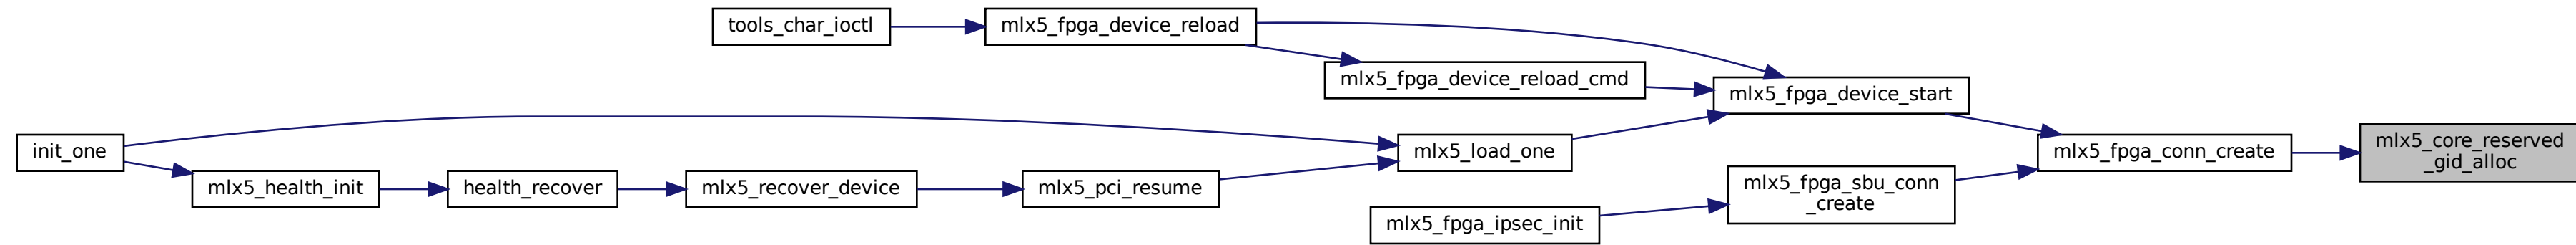 tools_char_ioctl
mlx5_fpga_device_reload
mlx5_fpga_device_reload_cmd
mlx5_fpga_device_start
init_one
mlx5_load_one
mlx5_fpga_conn_create
mlx5_core_reserved
_gid_alloc
mlx5_health_init
health_recover
mlx5_recover_device
mlx5_pci_resume
mlx5_fpga_sbu_conn
_create
mlx5_fpga_ipsec_init